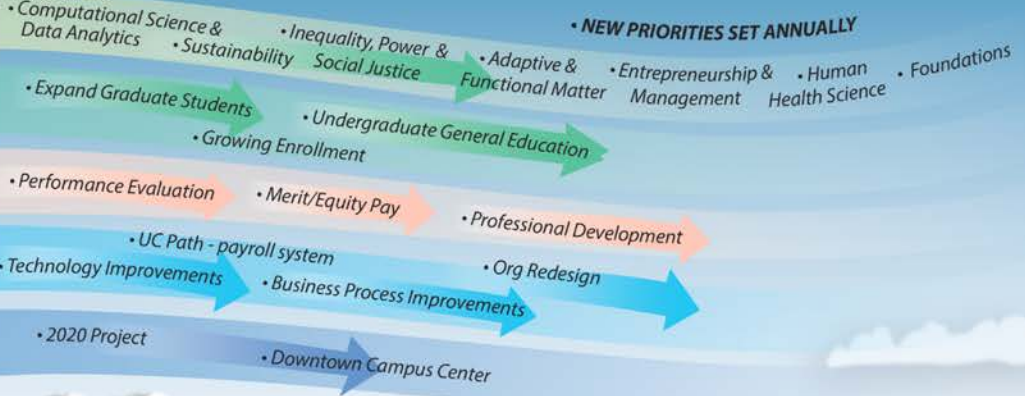 • Computational Science &
Data Analytics
• Sustainability
• Inequality, Power &
Social Justice
• Adaptive &
Functional Matter
• NEW PRIORITIES SET ANNUALLY
• Entrepreneurship &
Management
• Human
Health Science
• Foundations
• Expand Graduate Students
• Growing Enrollment
• Undergraduate General Education
• Performance Evaluation
• Merit/Equity Pay
• Professional Development
• UC Path - payroll system
• Technology Improvements
• Business Process Improvements
• Org Redesign
• 2020 Project
• Downtown Campus Center